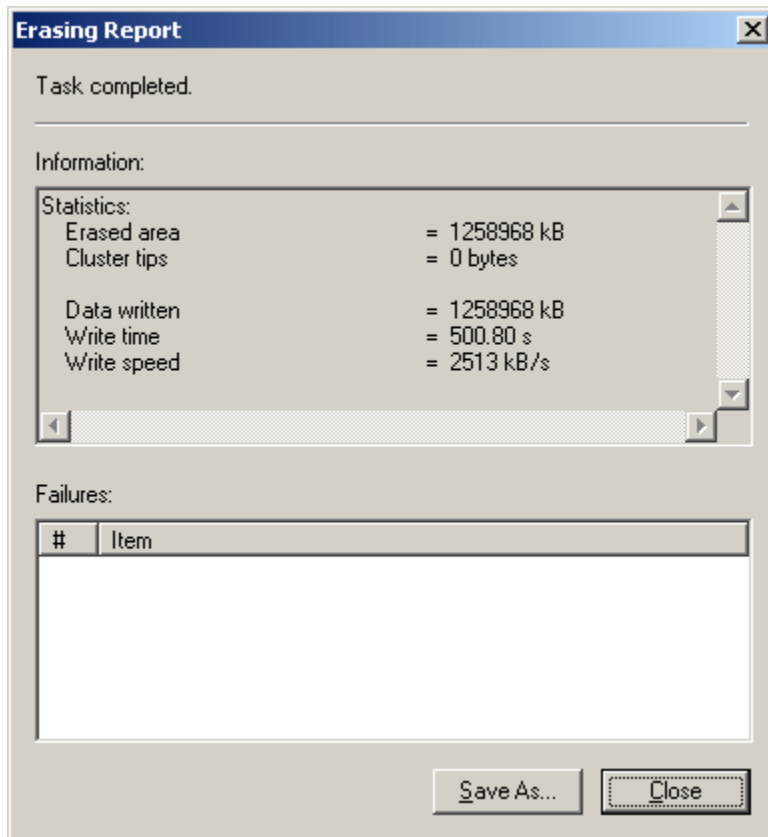 Erasing Report
Task completed.
Information:
Statistics:
Erased area = 1258968 kB
Cluster tips = 0 bytes
Data written = 1258968 kB
Write time = 500.80 s
Write speed = 2513 kB/s
Failures:
# Item
Save As... Close